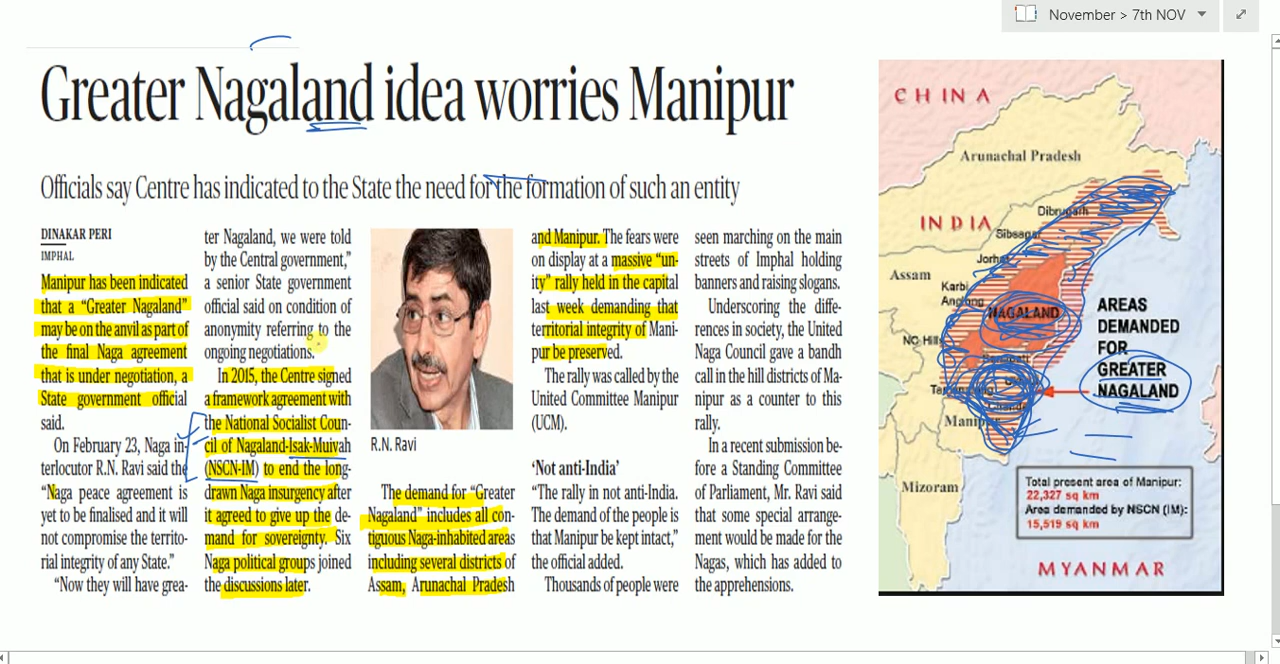 November > 7th NOV
Greater Nagaland idea worries Manipur
Officials say Centre has indicated to the State the need for the formation of such an entity
DINAKAR PERI
IMPHAL
Manipur has been indicated
that a “Greater Nagaland”
may be on the anvil as part of
the final Naga agreement
that is under negotiation, a
State government official
said.
On February 23, Naga in-
terlocutor R.N. Ravi said the
“Naga peace agreement is
yet to be finalised and it will
not compromise the territo-
rial integrity of any State.”
“Now they will have grea-
ter Nagaland, we were told
by the Central government,”
a senior State government
official said on condition of
anonymity referring to the
ongoing negotiations.
In 2015, the Centre signed
a framework agreement with
the National Socialist Coun-
cil of Nagaland-Isak-Muivah
(NSCN-IM) to end the long-
drawn Naga insurgency after
it agreed to give up the de-
mand for sovereignty. Six
Naga political groups joined
the discussions later.
R.N. Ravi
The demand for “Greater
Nagaland” includes all con-
tiguous Naga-inhabited areas
including several districts of
Assam, Arunachal Pradesh
and Manipur. The fears were
on display at a massive “un-
ity” rally held in the capital
last week demanding that
territorial integrity of Mani-
pur be preserved.
The rally was called by the
United Committee Manipur
(UCM).
‘Not anti-India’
“The rally in not anti-India.
The demand of the people is
that Manipur be kept intact,”
the official added.
Thousands of people were
seen marching on the main
streets of Imphal holding
banners and raising slogans.
Underscoring the diffe-
rences in society, the United
Naga Council gave a bandh
call in the hill districts of Ma-
nipur as a counter to this
rally.
In a recent submission be-
fore a Standing Committee
of Parliament, Mr. Ravi said
that some special arrange-
ment would be made for the
Nagas, which has added to
the apprehensions.
CHINA
Arunachal Pradesh
Dibrugarh
INDIA
Sibsagar
Jorhat
Assam
Karbi
Anglong
NAGALAND
NC Hills
Manipur
Mizoram
AREAS
DEMANDED
FOR
GREATER
NAGALAND
Total present area of Manipur:
22,327 sq km
Area demanded by NSCN (IM):
15,519 sq km
MYANMAR